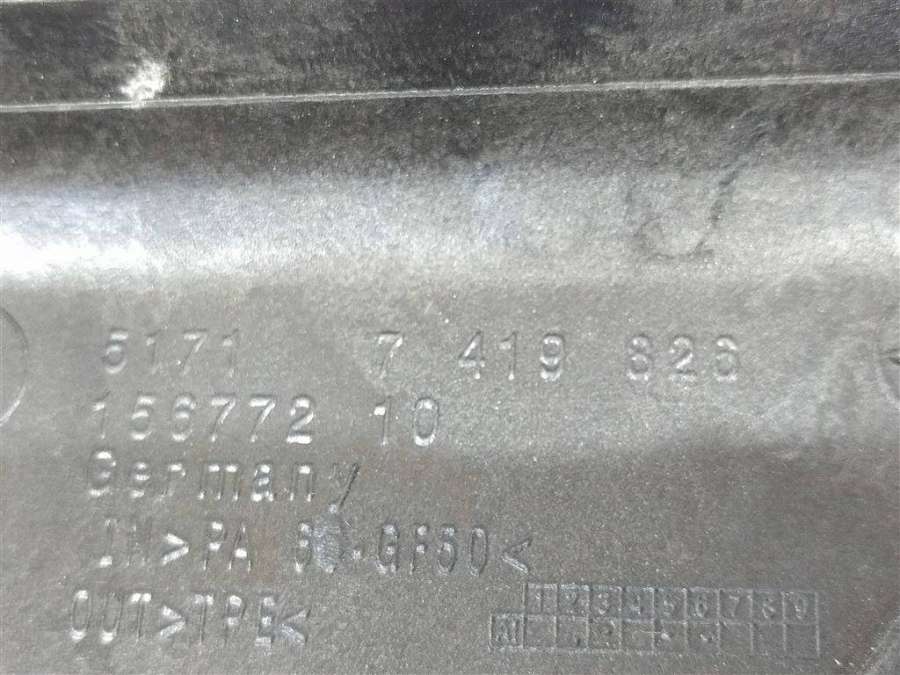 5171 7 419 826
156772 10
Germany
IN>PA GF50<
OUT>TPE<
1 2 3 4 5 6 7 8 9